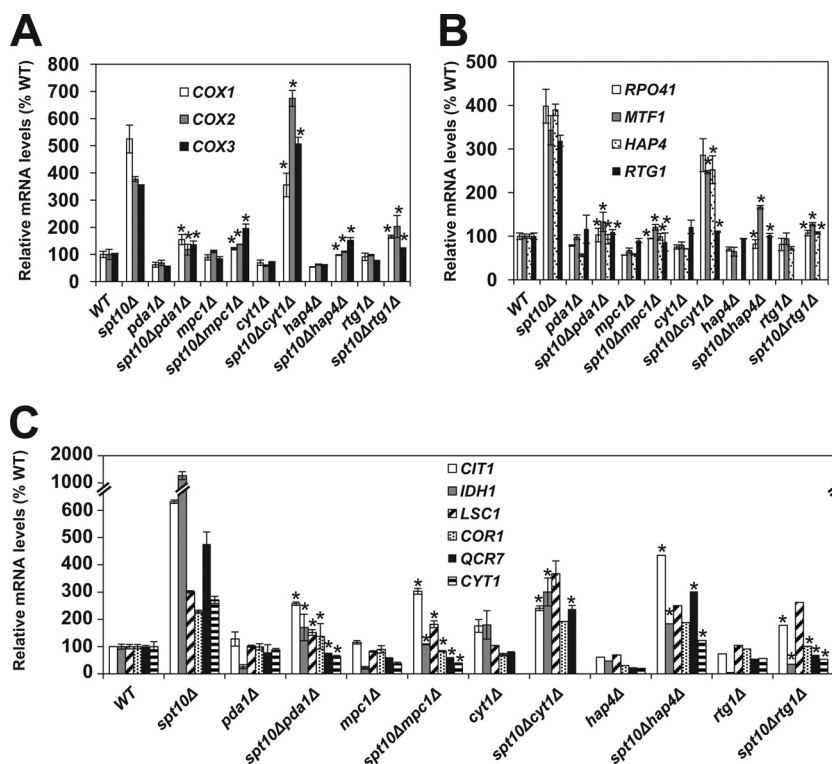 A
Relative mRNA levels (% WT)
800
700
600
500
400
300
200
100
0
COX1
COX2
COX3
* * * * * * * * * * * * * * *
WT
spt10Δ
pda1Δ
spt10Δpda1Δ
mpc1Δ
spt10Δmpc1Δ
cyt1Δ
spt10Δcyt1Δ
hap4Δ
spt10Δhap4Δ
rtg1Δ
spt10Δrtg1Δ
B
Relative mRNA levels (% WT)
500
400
300
200
100
0
RPO41
MTF1
HAP4
RTG1
WT
spt10Δ
pda1Δ
spt10Δpda1Δ
mpc1Δ
spt10Δmpc1Δ
cyt1Δ
spt10Δcyt1Δ
hap4Δ
spt10Δhap4Δ
rtg1Δ
spt10Δrtg1Δ
C
Relative mRNA levels (% WT)
2000
1000
600
500
400
300
200
100
0
CIT1
IDH1
LSC1
COR1
QCR7
CYT1
WT
spt10Δ
pda1Δ
spt10Δpda1Δ
mpc1Δ
spt10Δmpc1Δ
cyt1Δ
spt10Δcyt1Δ
hap4Δ
spt10Δhap4Δ
rtg1Δ
spt10Δrtg1Δ